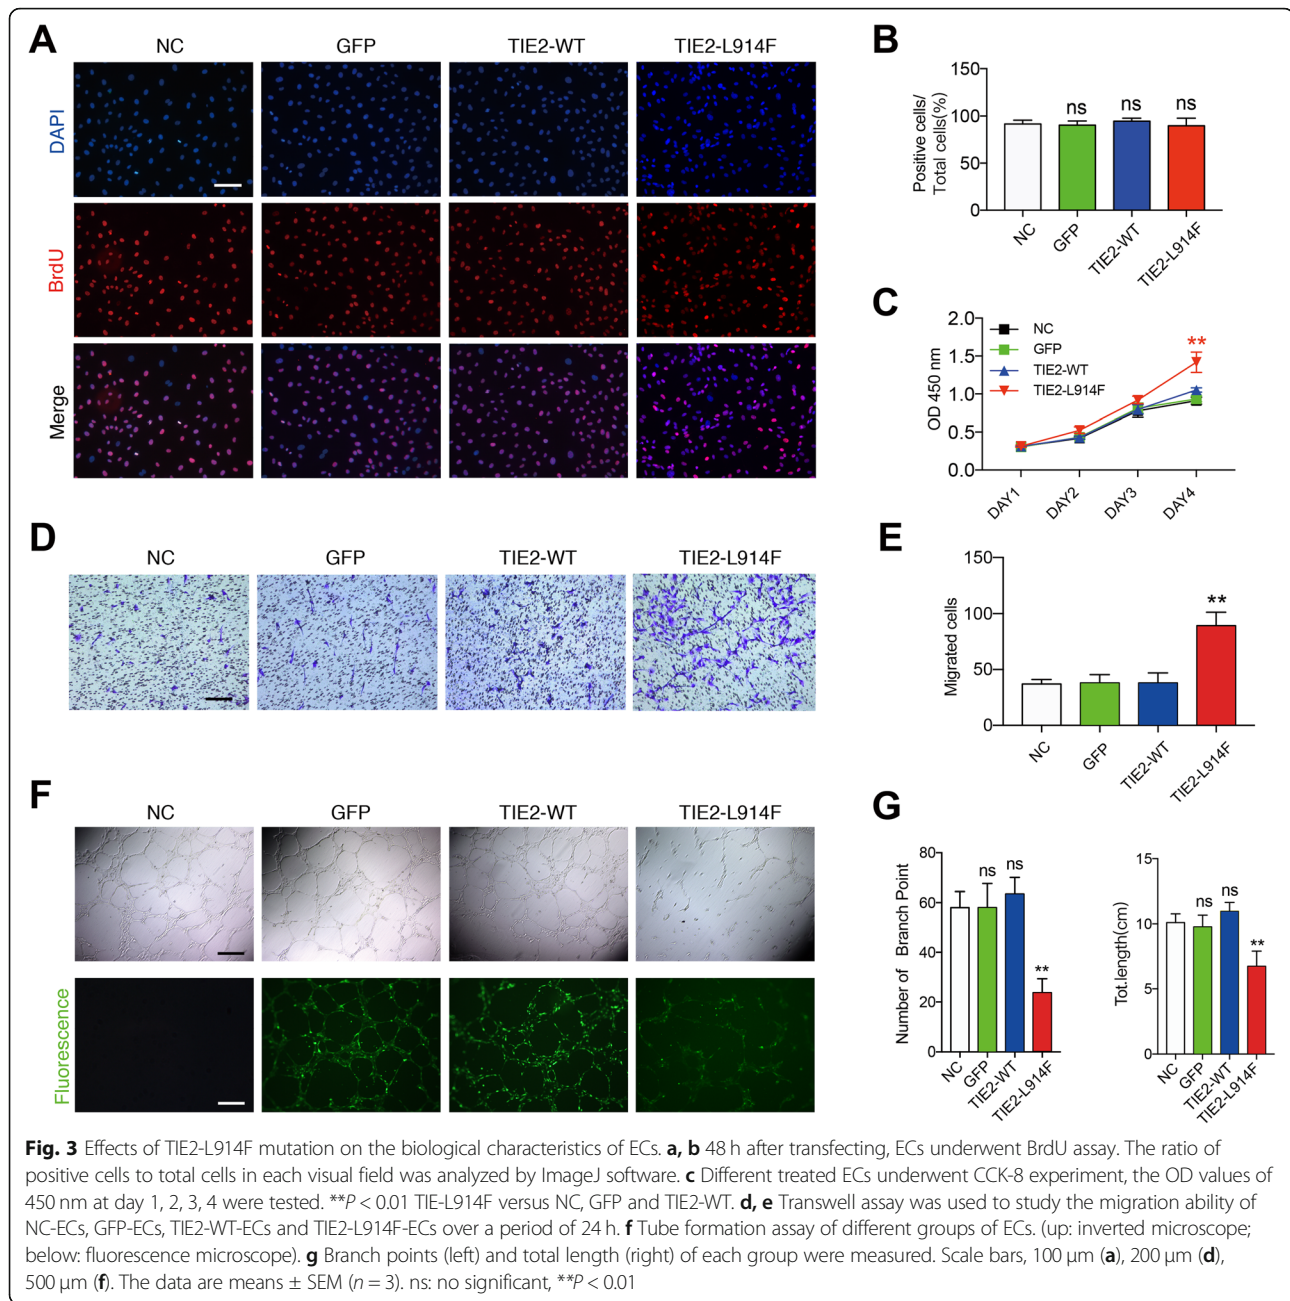 A
NC GFP TIE2-WT TIE2-L914F
DAPI
BrdU
Merge
B
Positive cells/
Total cells(%)
150
100
50
0
ns ns ns
NC GFP TIE2-WT TIE2-L914F
C
OD 450 nm
2.0
1.5
1.0
0.5
0.0
NC
GFP
TIE2-WT
TIE2-L914F
**
DAY1 DAY2 DAY3 DAY4
D
NC GFP TIE2-WT TIE2-L914F
E
Migrated cells
150
100
50
0
**
NC GFP TIE2-WT TIE2-L914F
F
NC GFP TIE2-WT TIE2-L914F
Fluorescence
G
Number of Branch Point
80
60
40
20
0
ns ns **
NC GFP TIE2-WT TIE2-L914F
Tot.length(cm)
15
10
5
0
ns ns **
NC GFP TIE2-WT TIE2-L914F
Fig. 3 Effects of TIE2-L914F mutation on the biological characteristics of ECs. a, b 48 h after transfecting, ECs underwent BrdU assay. The ratio of
positive cells to total cells in each visual field was analyzed by ImageJ software. c Different treated ECs underwent CCK-8 experiment, the OD values of
450 nm at day 1, 2, 3, 4 were tested. **P < 0.01 TIE-L914F versus NC, GFP and TIE2-WT. d, e Transwell assay was used to study the migration ability of
NC-ECs, GFP-ECs, TIE2-WT-ECs and TIE2-L914F-ECs over a period of 24 h. f Tube formation assay of different groups of ECs. (up: inverted microscope;
below: fluorescence microscope). g Branch points (left) and total length (right) of each group were measured. Scale bars, 100 μm (a), 200 μm (d),
500 μm (f). The data are means ± SEM (n = 3). ns: no significant, **P < 0.01